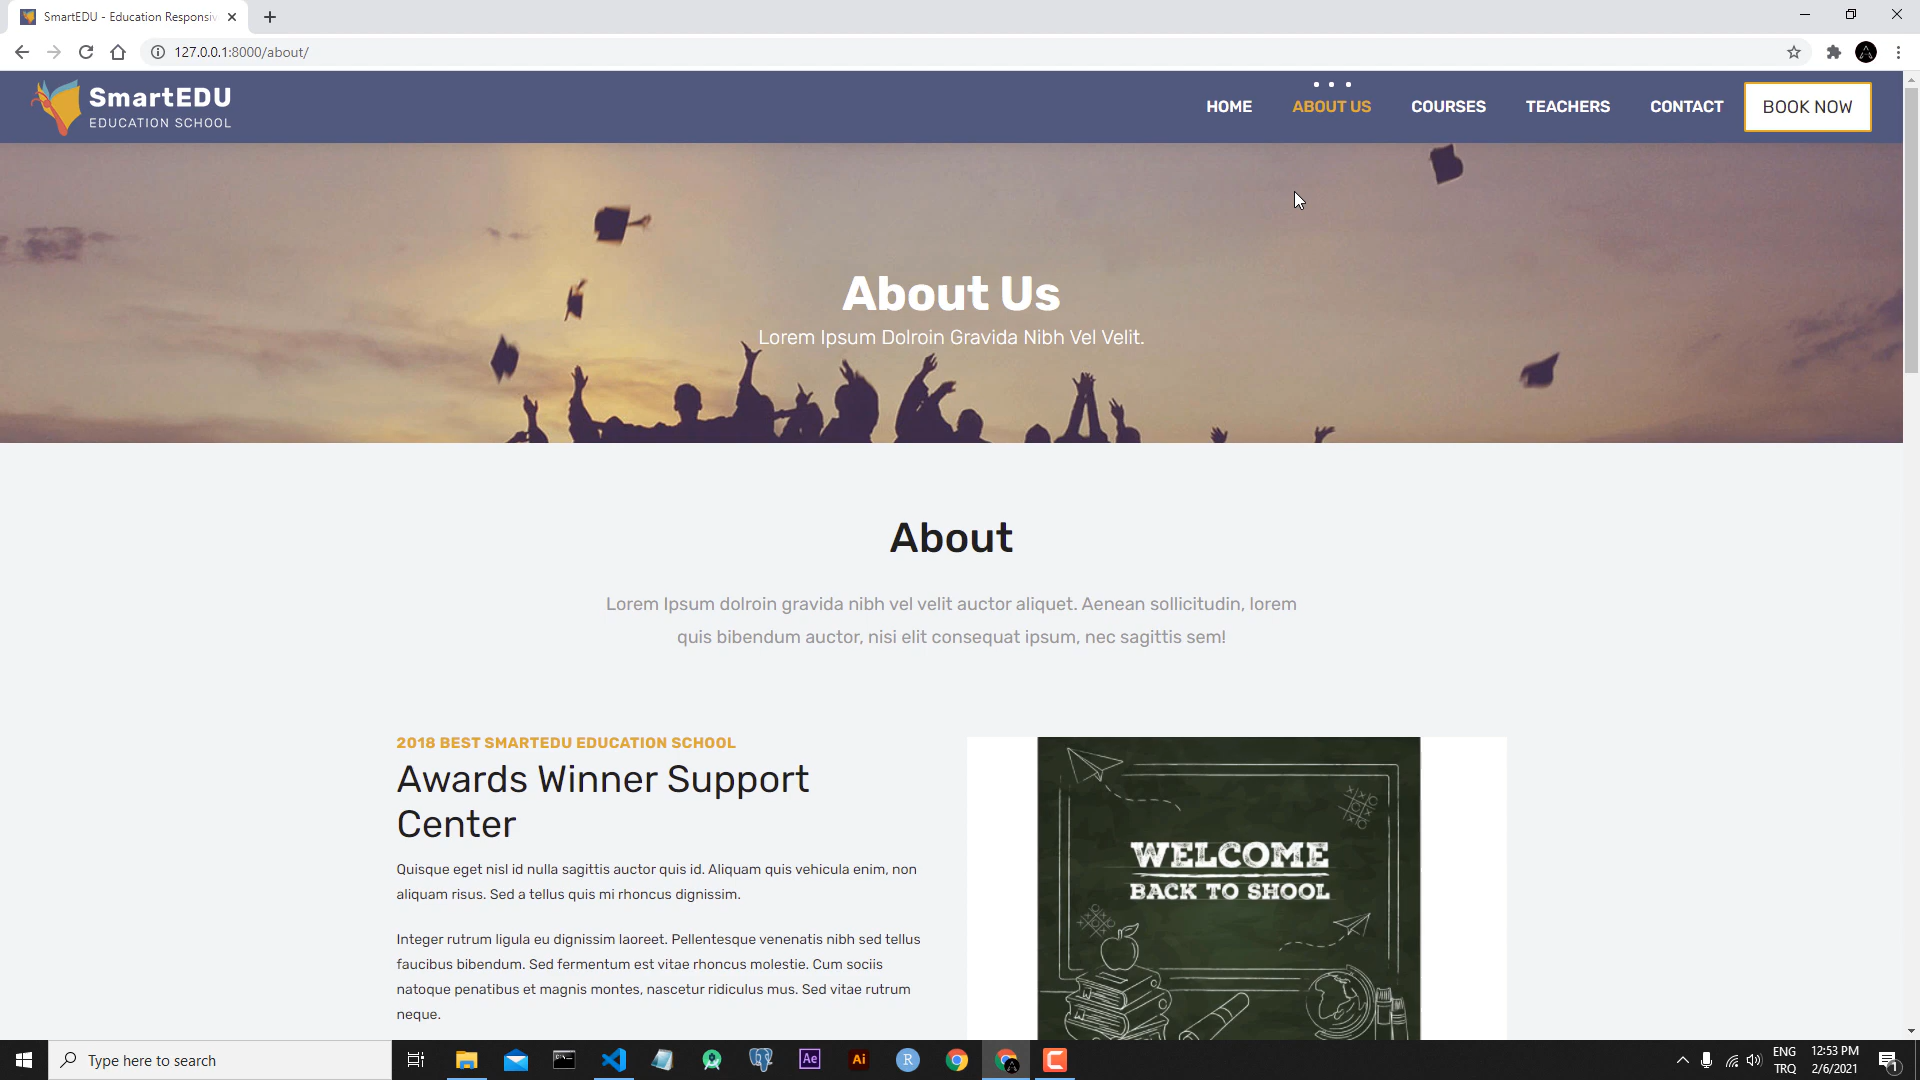 SmartEDU - Education Responsiv
127.0.0.1:8000/about/
SmartEDU
EDUCATION SCHOOL
HOME
ABOUT US
COURSES
TEACHERS
CONTACT
BOOK NOW
About Us
Lorem Ipsum Dolroin Gravida Nibh Vel Velit.
About
Lorem Ipsum dolroin gravida nibh vel velit auctor aliquet. Aenean sollicitudin, lorem
quis bibendum auctor, nisi elit consequat ipsum, nec sagittis sem!
2018 BEST SMARTEDU EDUCATION SCHOOL
Awards Winner Support
Center
Quisque eget nisl id nulla sagittis auctor quis id. Aliquam quis vehicula enim, non
aliquam risus. Sed a tellus quis mi rhoncus dignissim.
Integer rutrum ligula eu dignissim laoreet. Pellentesque venenatis nibh sed tellus
faucibus bibendum. Sed fermentum est vitae rhoncus molestie. Cum sociis
natoque penatibus et magnis montes, nascetur ridiculus mus. Sed vitae rutrum
neque.
WELCOME
BACK TO SHOOL
Type here to search
Ae
Ai
R
ENG
TRQ
12:53 PM
2/6/2021
1